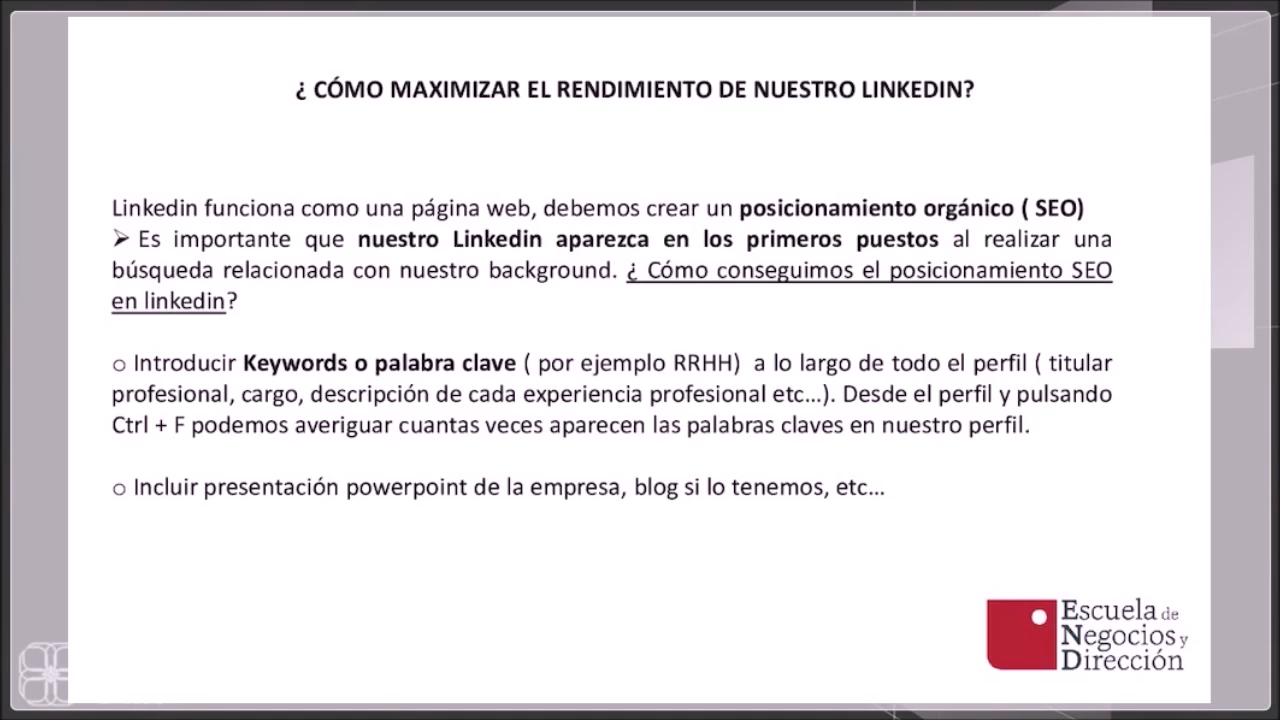 ¿ CÓMO MAXIMIZAR EL RENDIMIENTO DE NUESTRO LINKEDIN?
Linkedin funciona como una página web, debemos crear un posicionamiento orgánico ( SEO)
➢ Es importante que nuestro Linkedin aparezca en los primeros puestos al realizar una
búsqueda relacionada con nuestro background. ¿ Cómo conseguimos el posicionamiento SEO
en linkedin?
o Introducir Keywords o palabra clave ( por ejemplo RRHH) a lo largo de todo el perfil ( titular
profesional, cargo, descripción de cada experiencia profesional etc…). Desde el perfil y pulsando
Ctrl + F podemos averiguar cuantas veces aparecen las palabras claves en nuestro perfil.
o Incluir presentación powerpoint de la empresa, blog si lo tenemos, etc…
Escuela de
Negocios y
Dirección